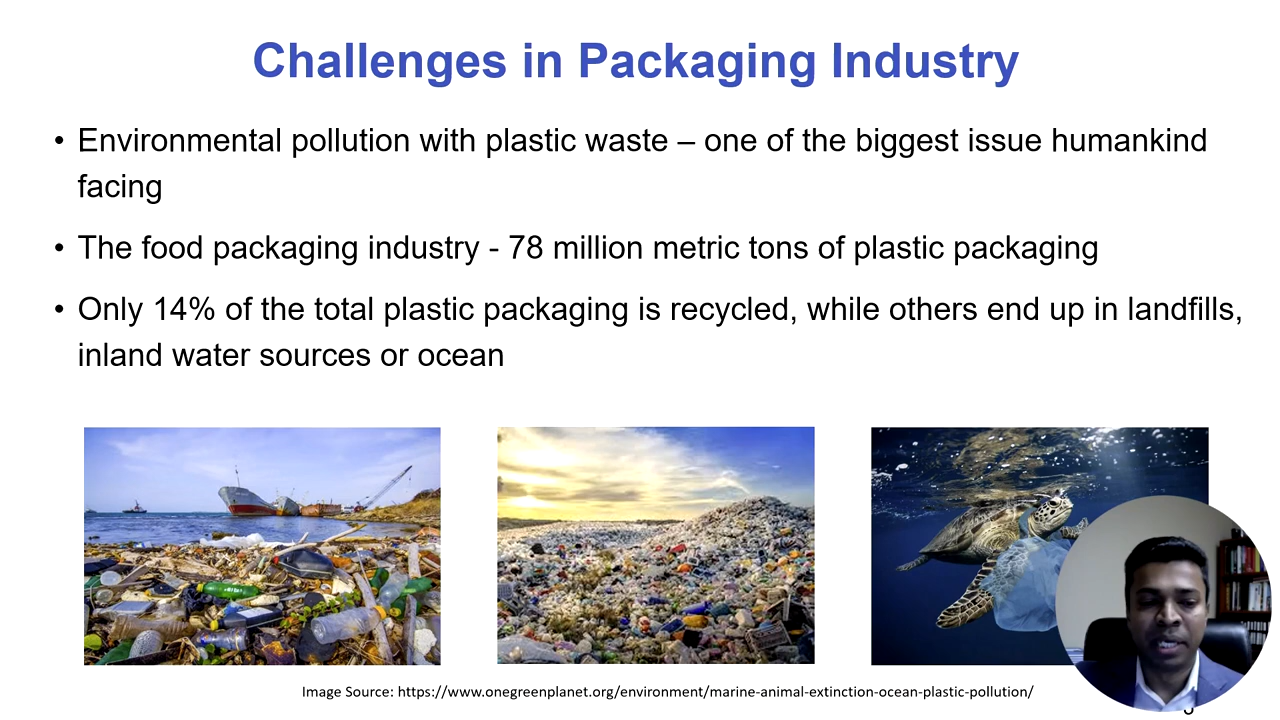 Challenges in Packaging Industry
• Environmental pollution with plastic waste – one of the biggest issue humankind
facing
• The food packaging industry - 78 million metric tons of plastic packaging
• Only 14% of the total plastic packaging is recycled, while others end up in landfills,
inland water sources or ocean
Image Source: https://www.onegreenplanet.org/environment/marine-animal-extinction-ocean-plastic-pollution/